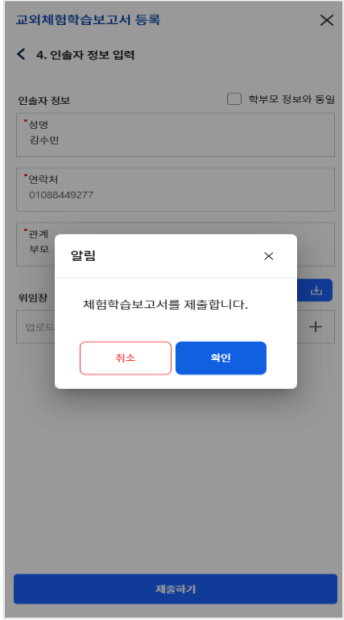 교외체험학습보고서 등록
4. 인솔자 정보 입력
인솔자 정보
학부모 정보와 동일
*성명
김수민
*연락처
01088449277
*관계
부모
알림
체험학습보고서를 제출합니다.
취소
확인
위임장
업로드
제출하기